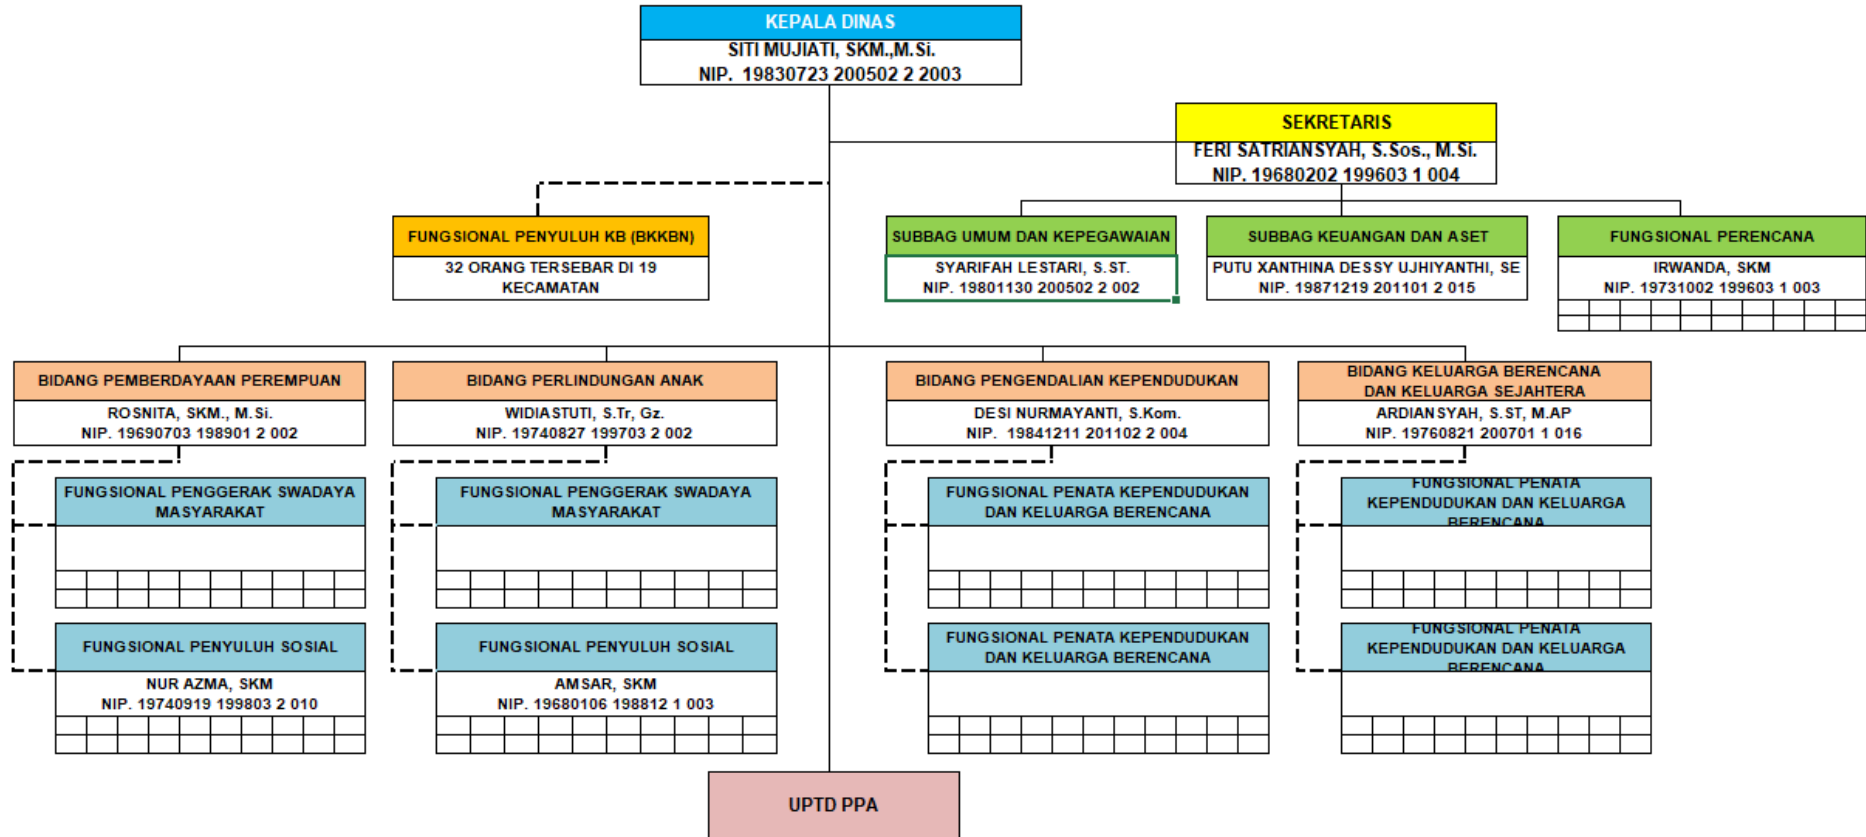 KEPALA DINAS
SITI MUJIATI, SKM.,M.Si.
NIP.  19830723 200502 2 2003
SEKRETARIS
FERI SATRIANSYAH, S.Sos., M.Si.
NIP. 19680202 199603 1 004
FUNGSIONAL PENYULUH KB (BKKBN)
32 ORANG TERSEBAR DI 19
KECAMATAN
SUBBAG UMUM DAN KEPEGAWAIAN
SYARIFAH LESTARI, S.ST.
NIP. 19801130 200502 2 002
SUBBAG KEUANGAN DAN ASET
PUTU XANTHINA DESSY UJHIYANTHI, SE
NIP. 19871219 201101 2 015
FUNGSIONAL PERENCANA
IRWANDA, SKM
NIP. 19731002 199603 1 003
BIDANG PEMBERDAYAAN PEREMPUAN
ROSNITA, SKM., M.Si.
NIP. 19690703 198901 2 002
BIDANG PERLINDUNGAN ANAK
WIDIASTUTI, S.Tr, Gz.
NIP. 19740827 199703 2 002
BIDANG PENGENDALIAN KEPENDUDUKAN
DESI NURMAYANTI, S.Kom.
NIP.  19841211 201102 2 004
BIDANG KELUARGA BERENCANA
DAN KELUARGA SEJAHTERA
ARDIANSYAH, S.ST, M.AP
NIP. 19760821 200701 1 016
FUNGSIONAL PENGGERAK SWADAYA
MASYARAKAT
FUNGSIONAL PENGGERAK SWADAYA
MASYARAKAT
FUNGSIONAL PENATA KEPENDUDUKAN
DAN KELUARGA BERENCANA
FUNGSIONAL PENATA
KEPENDUDUKAN DAN KELUARGA
BERENCANA
FUNGSIONAL PENYULUH SOSIAL
NUR AZMA, SKM
NIP. 19740919 199803 2 010
FUNGSIONAL PENYULUH SOSIAL
AMSAR, SKM
NIP. 19680106 198812 1 003
FUNGSIONAL PENATA KEPENDUDUKAN
DAN KELUARGA BERENCANA
FUNGSIONAL PENATA
KEPENDUDUKAN DAN KELUARGA
BERENCANA
UPTD PPA